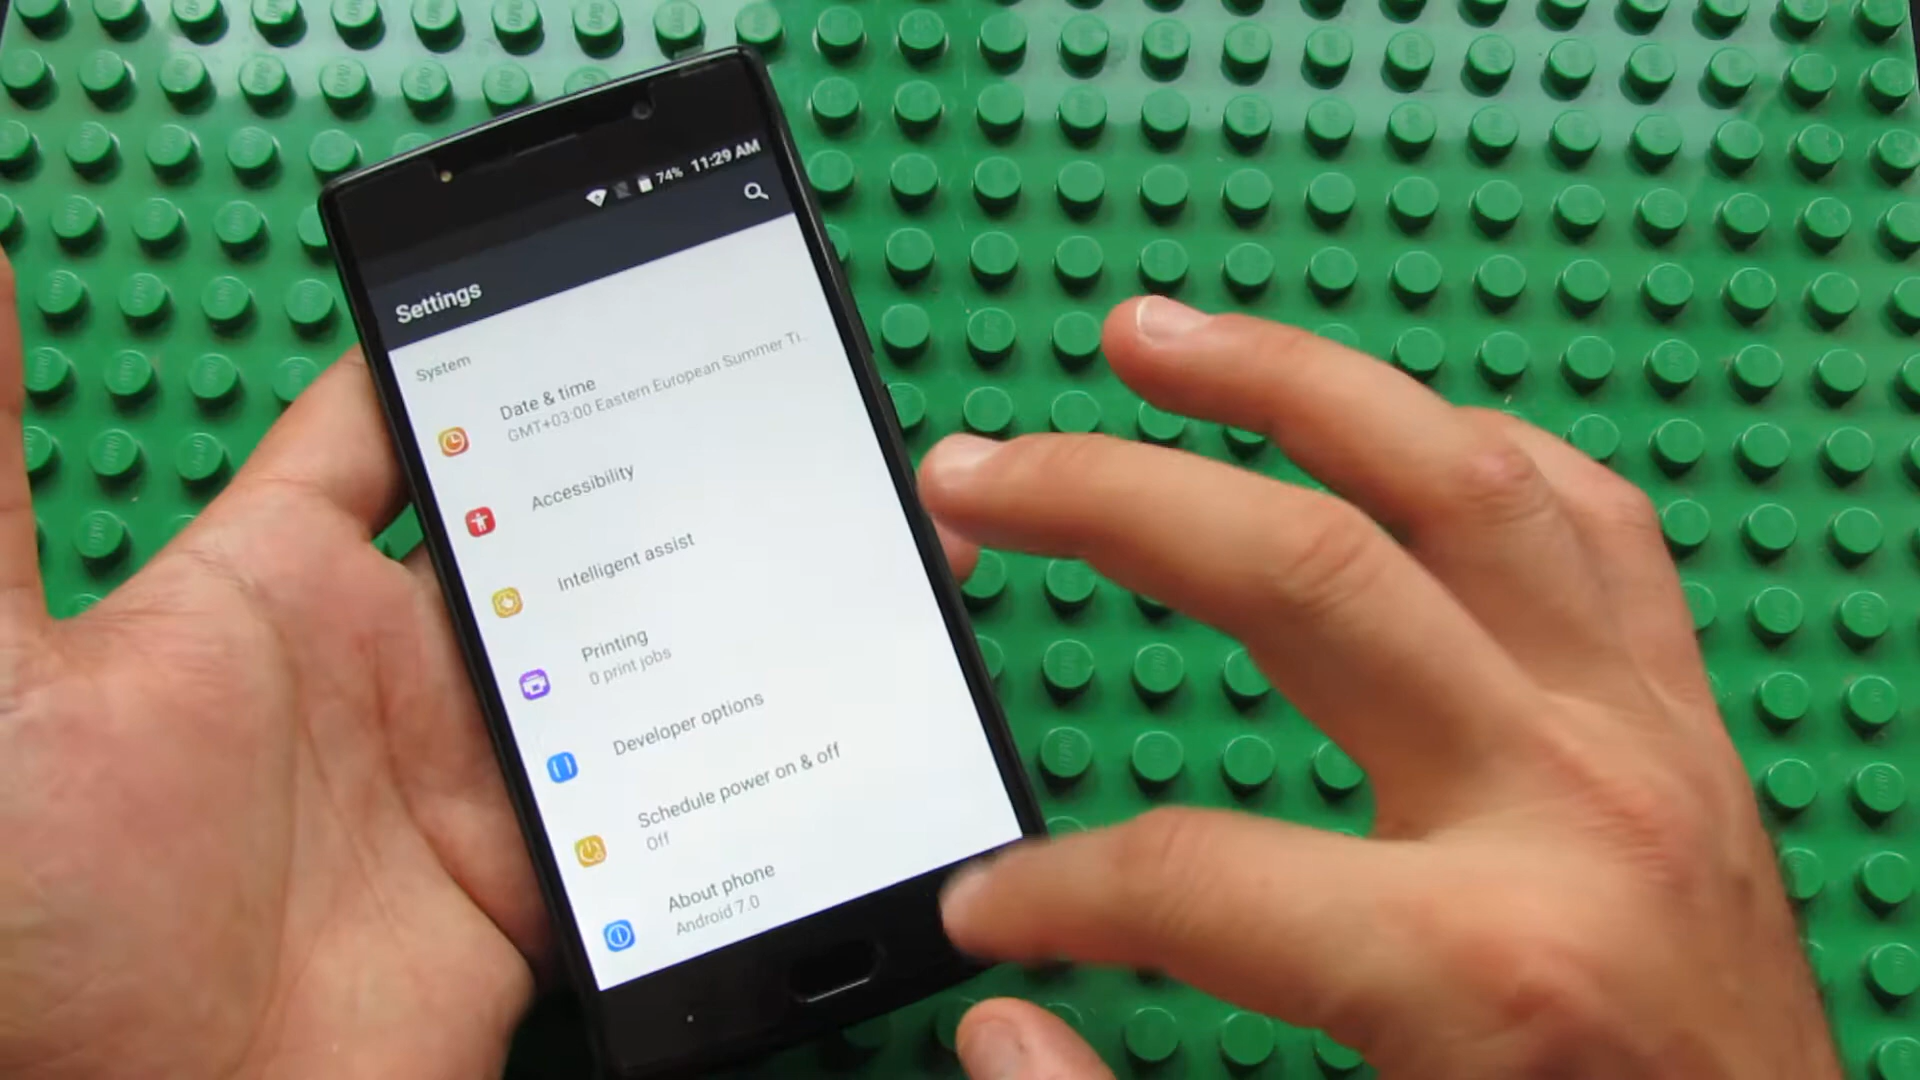 74% 11:29 AM
Settings
System
Date & time
GMT+03:00 Eastern European Summer Ti..
Accessibility
Intelligent assist
Printing
0 print jobs
Developer options
Schedule power on & off
Off
About phone
Android 7.0